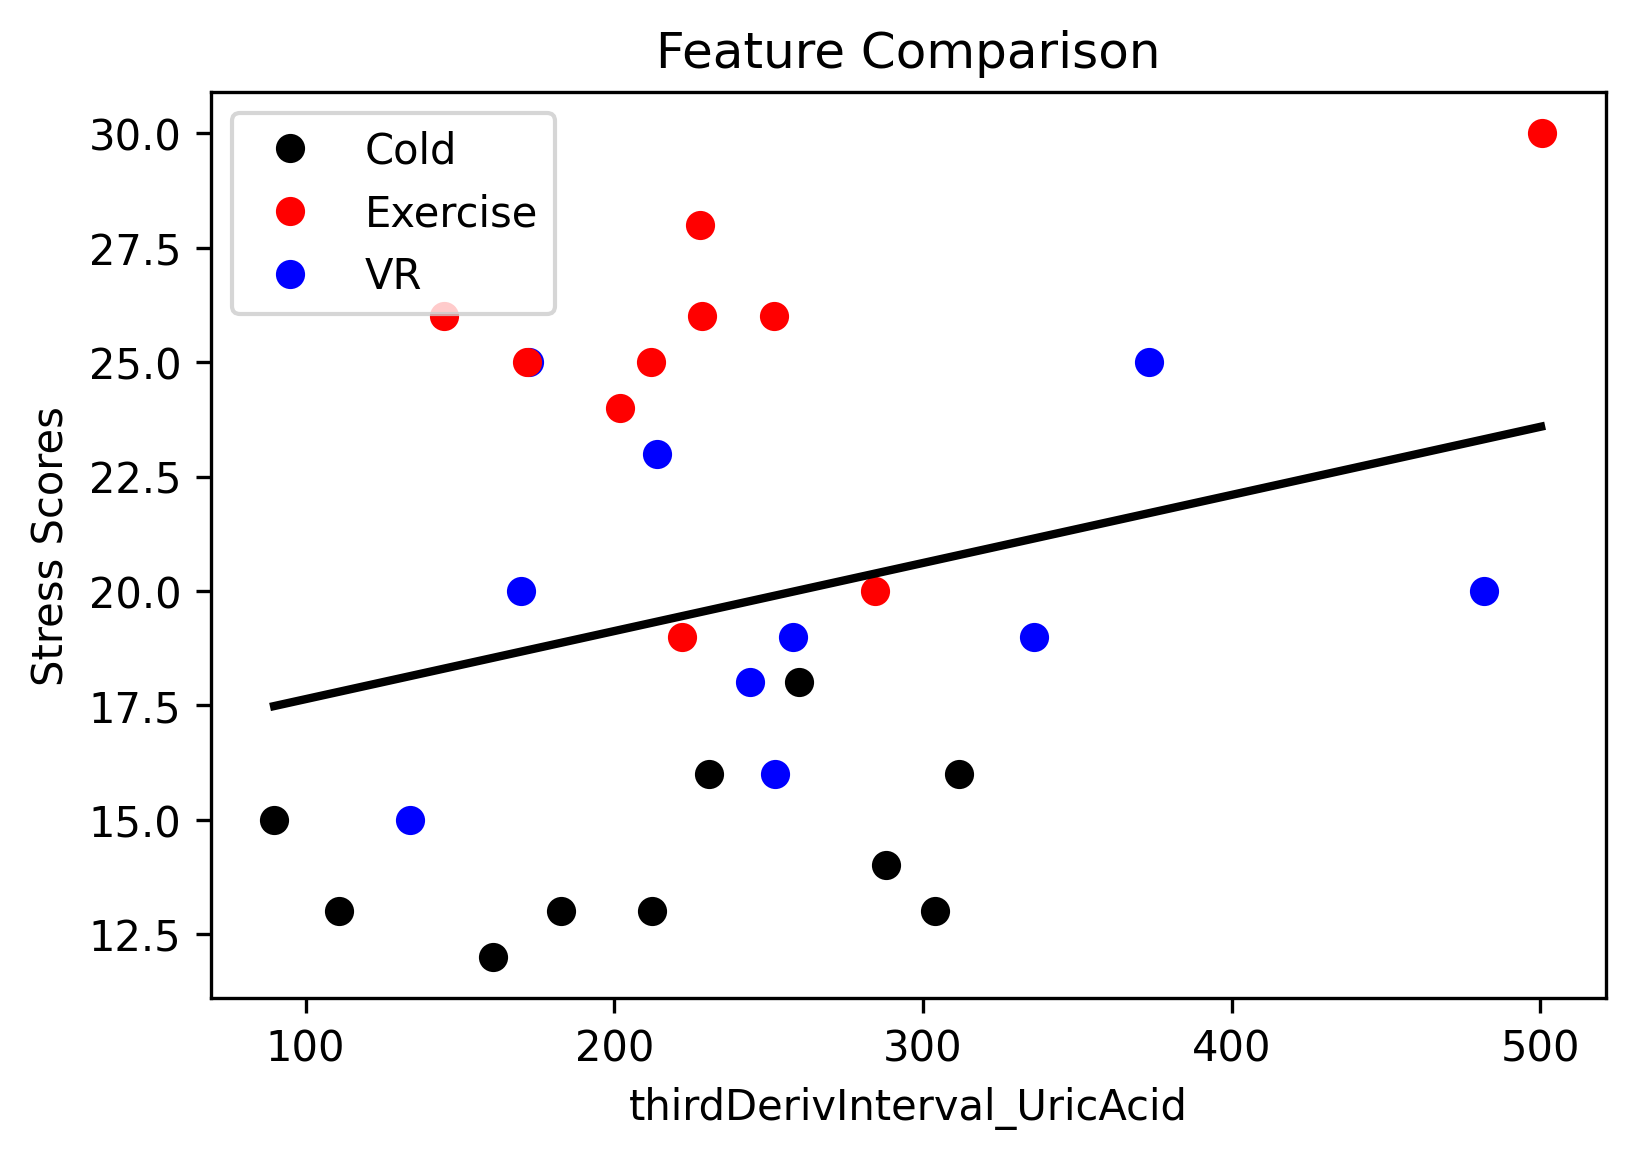 Feature Comparison
Cold
Exercise
VR
30.0
27.5
25.0
22.5
20.0
17.5
15.0
12.5
Stress Scores
100 200 300 400 500
thirdDerivInterval_UricAcid